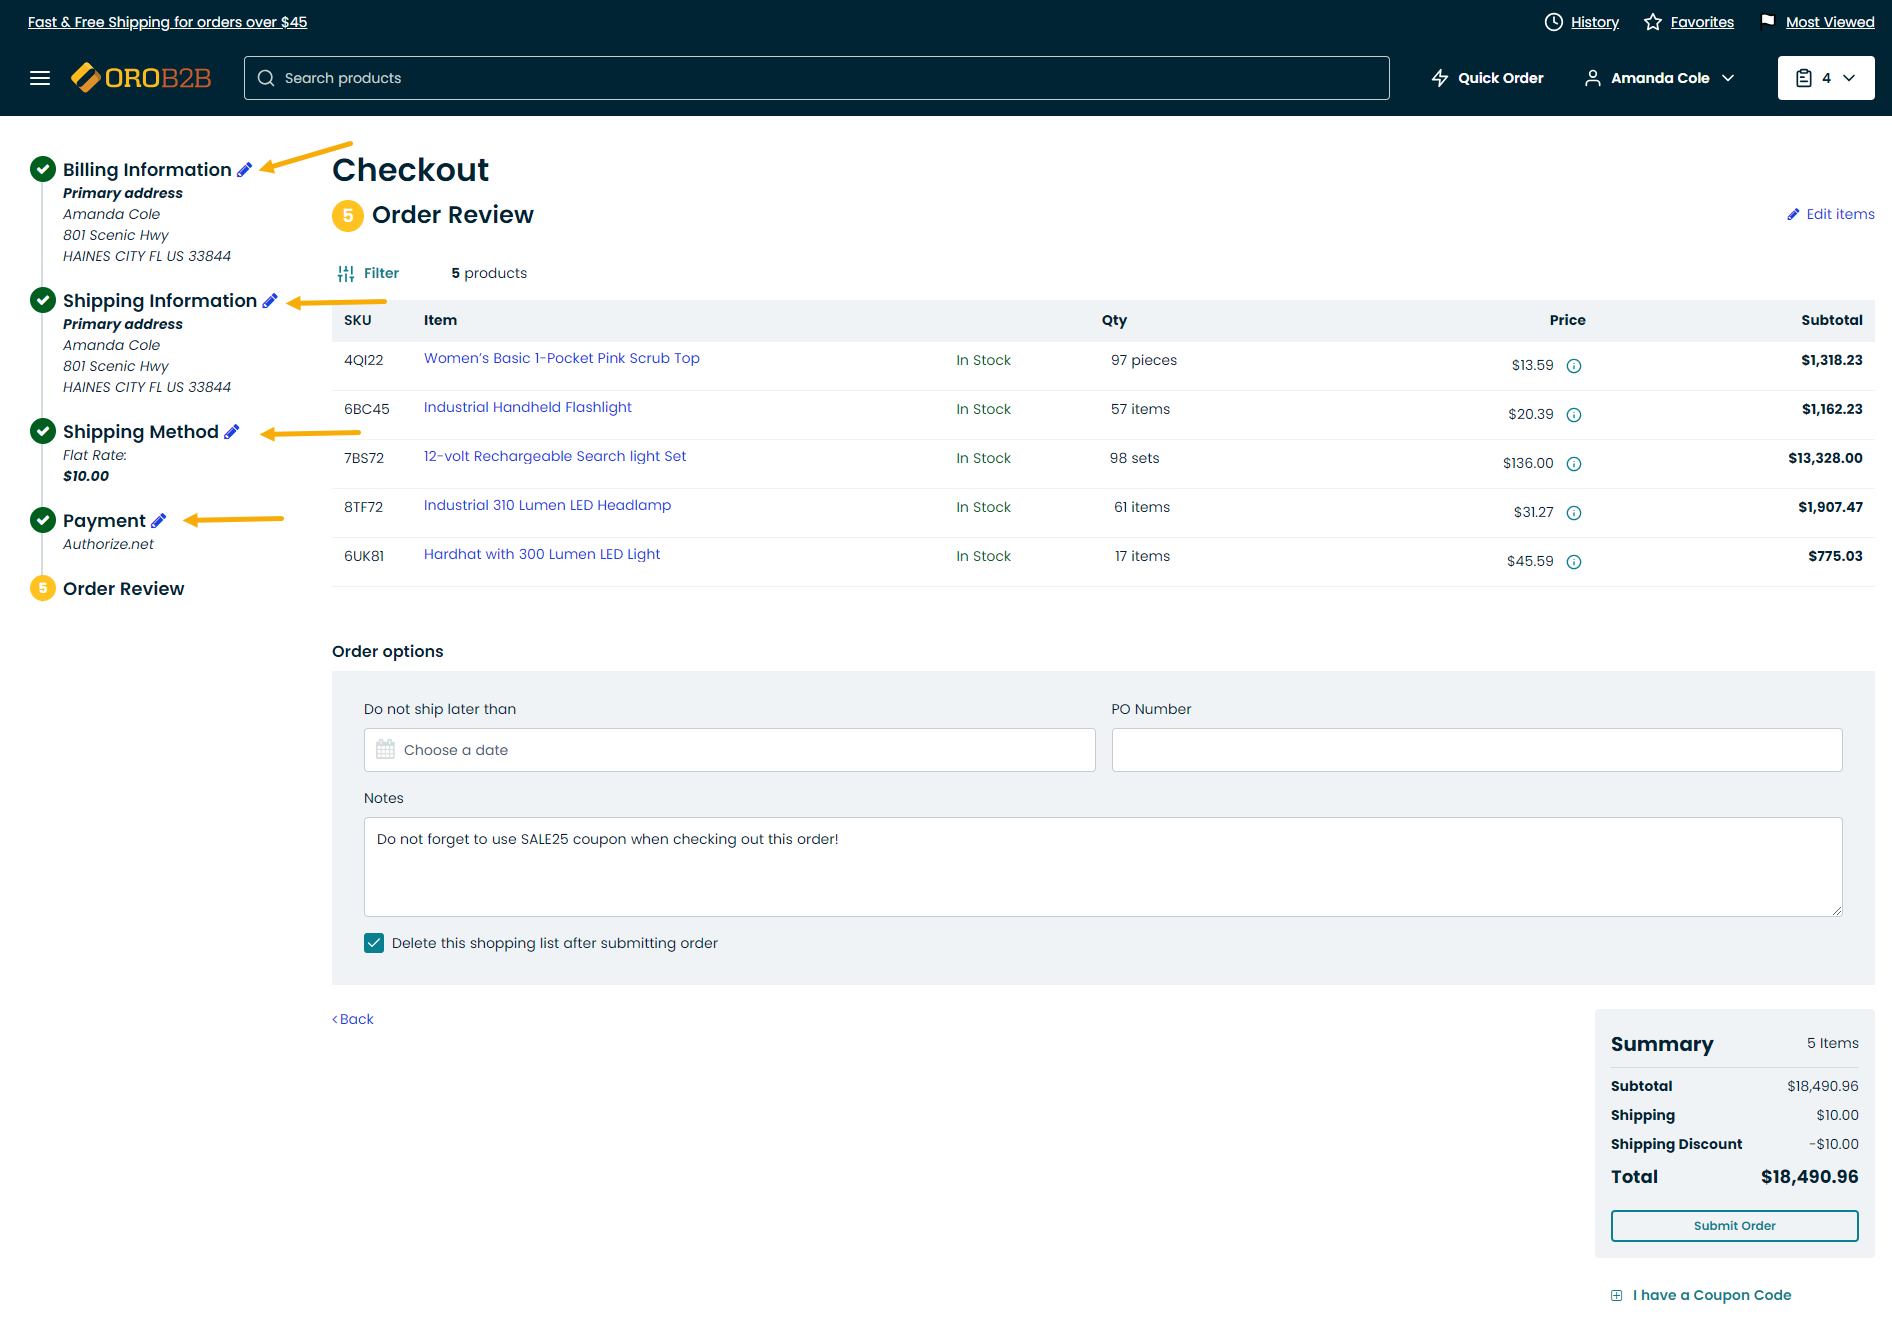 Fast & Free Shipping for orders over $45
History Favorites Most Viewed
OROB2B Search products Quick Order Amanda Cole 4
Billing Information
Primary address
Amanda Cole
801 Scenic Hwy
HAINES CITY FL US 33844
Shipping Information
Primary address
Amanda Cole
801 Scenic Hwy
HAINES CITY FL US 33844
Shipping Method
Flat Rate:
$10.00
Payment
Authorize.net
5 Order Review
Checkout
5 Order Review
Edit items
Filter 5 products
SKU Item Qty Price Subtotal
4QI22 Women’s Basic 1-Pocket Pink Scrub Top In Stock 97 pieces $13.59 $1,318.23
6BC45 Industrial Handheld Flashlight In Stock 57 items $20.39 $1,162.23
7BS72 12-volt Rechargeable Search light Set In Stock 98 sets $136.00 $13,328.00
8TF72 Industrial 310 Lumen LED Headlamp In Stock 61 items $31.27 $1,907.47
6UK81 Hardhat with 300 Lumen LED Light In Stock 17 items $45.59 $775.03
Order options
Do not ship later than PO Number
Choose a date
Notes
Do not forget to use SALE25 coupon when checking out this order!
Delete this shopping list after submitting order
Back
Summary 5 Items
Subtotal $18,490.96
Shipping $10.00
Shipping Discount -$10.00
Total $18,490.96
Submit Order
I have a Coupon Code